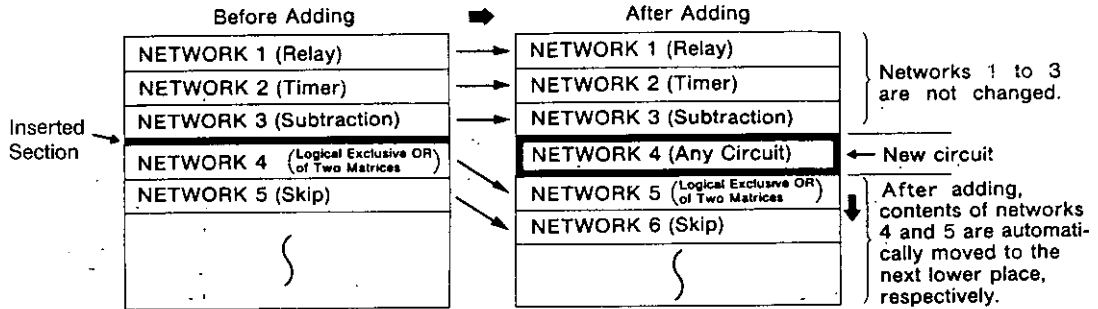 Before Adding
After Adding
NETWORK 1 (Relay)
NETWORK 2 (Timer)
NETWORK 3 (Subtraction)
Inserted
Section
NETWORK 4 (Logical Exclusive OR
of Two Matrices)
NETWORK 5 (Skip)
NETWORK 1 (Relay)
NETWORK 2 (Timer)
NETWORK 3 (Subtraction)
NETWORK 4 (Any Circuit)
NETWORK 5 (Logical Exclusive OR
of Two Matrices)
NETWORK 6 (Skip)
Networks 1 to 3
are not changed.
New circuit
After adding,
contents of networks
4 and 5 are automati-
cally moved to the
next lower place,
respectively.